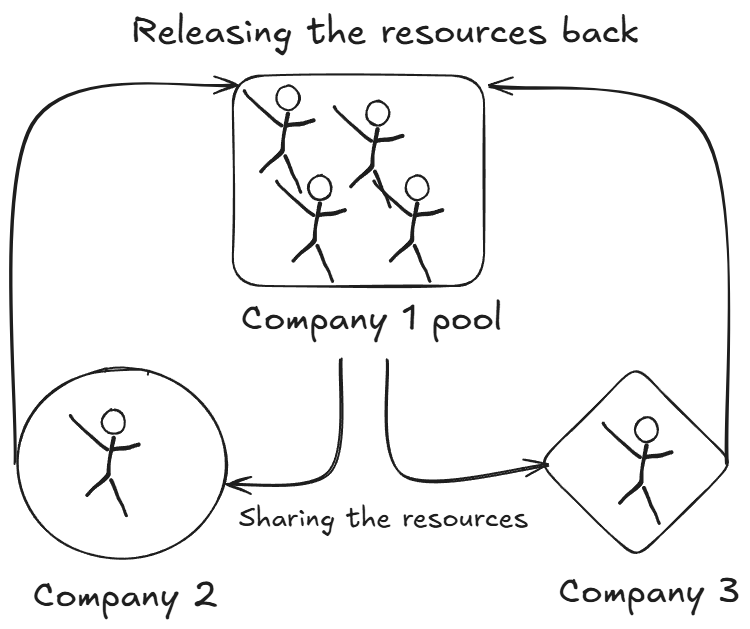 Releasing the resources back
Company 1 pool
Sharing the resources
Company 2
Company 3